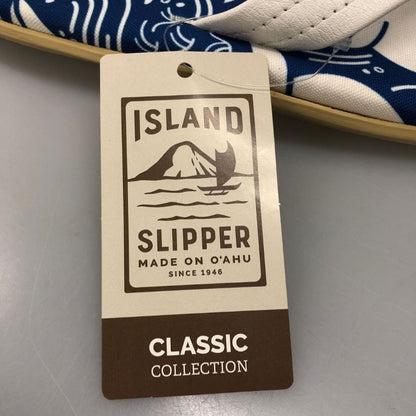 ISLAND
SLIPPER
MADE ON O'AHU
SINCE 1946
CLASSIC
COLLECTION